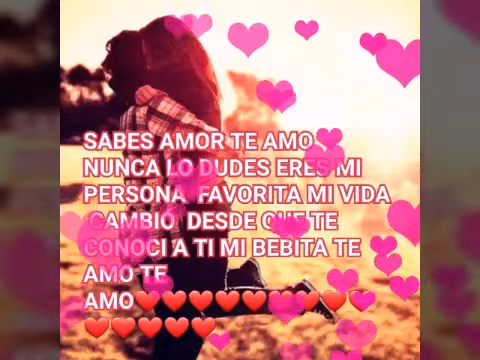 SABES AMOR TE AMO
NUNCA LO DUDES ERES MI
PERSONA FAVORITA MI VIDA
CAMBIÓ DESDE QUE TE
CONOCI A TI MI BEBITA TE
AMO TE
AMO❤❤❤❤❤❤❤❤❤
❤❤❤❤❤